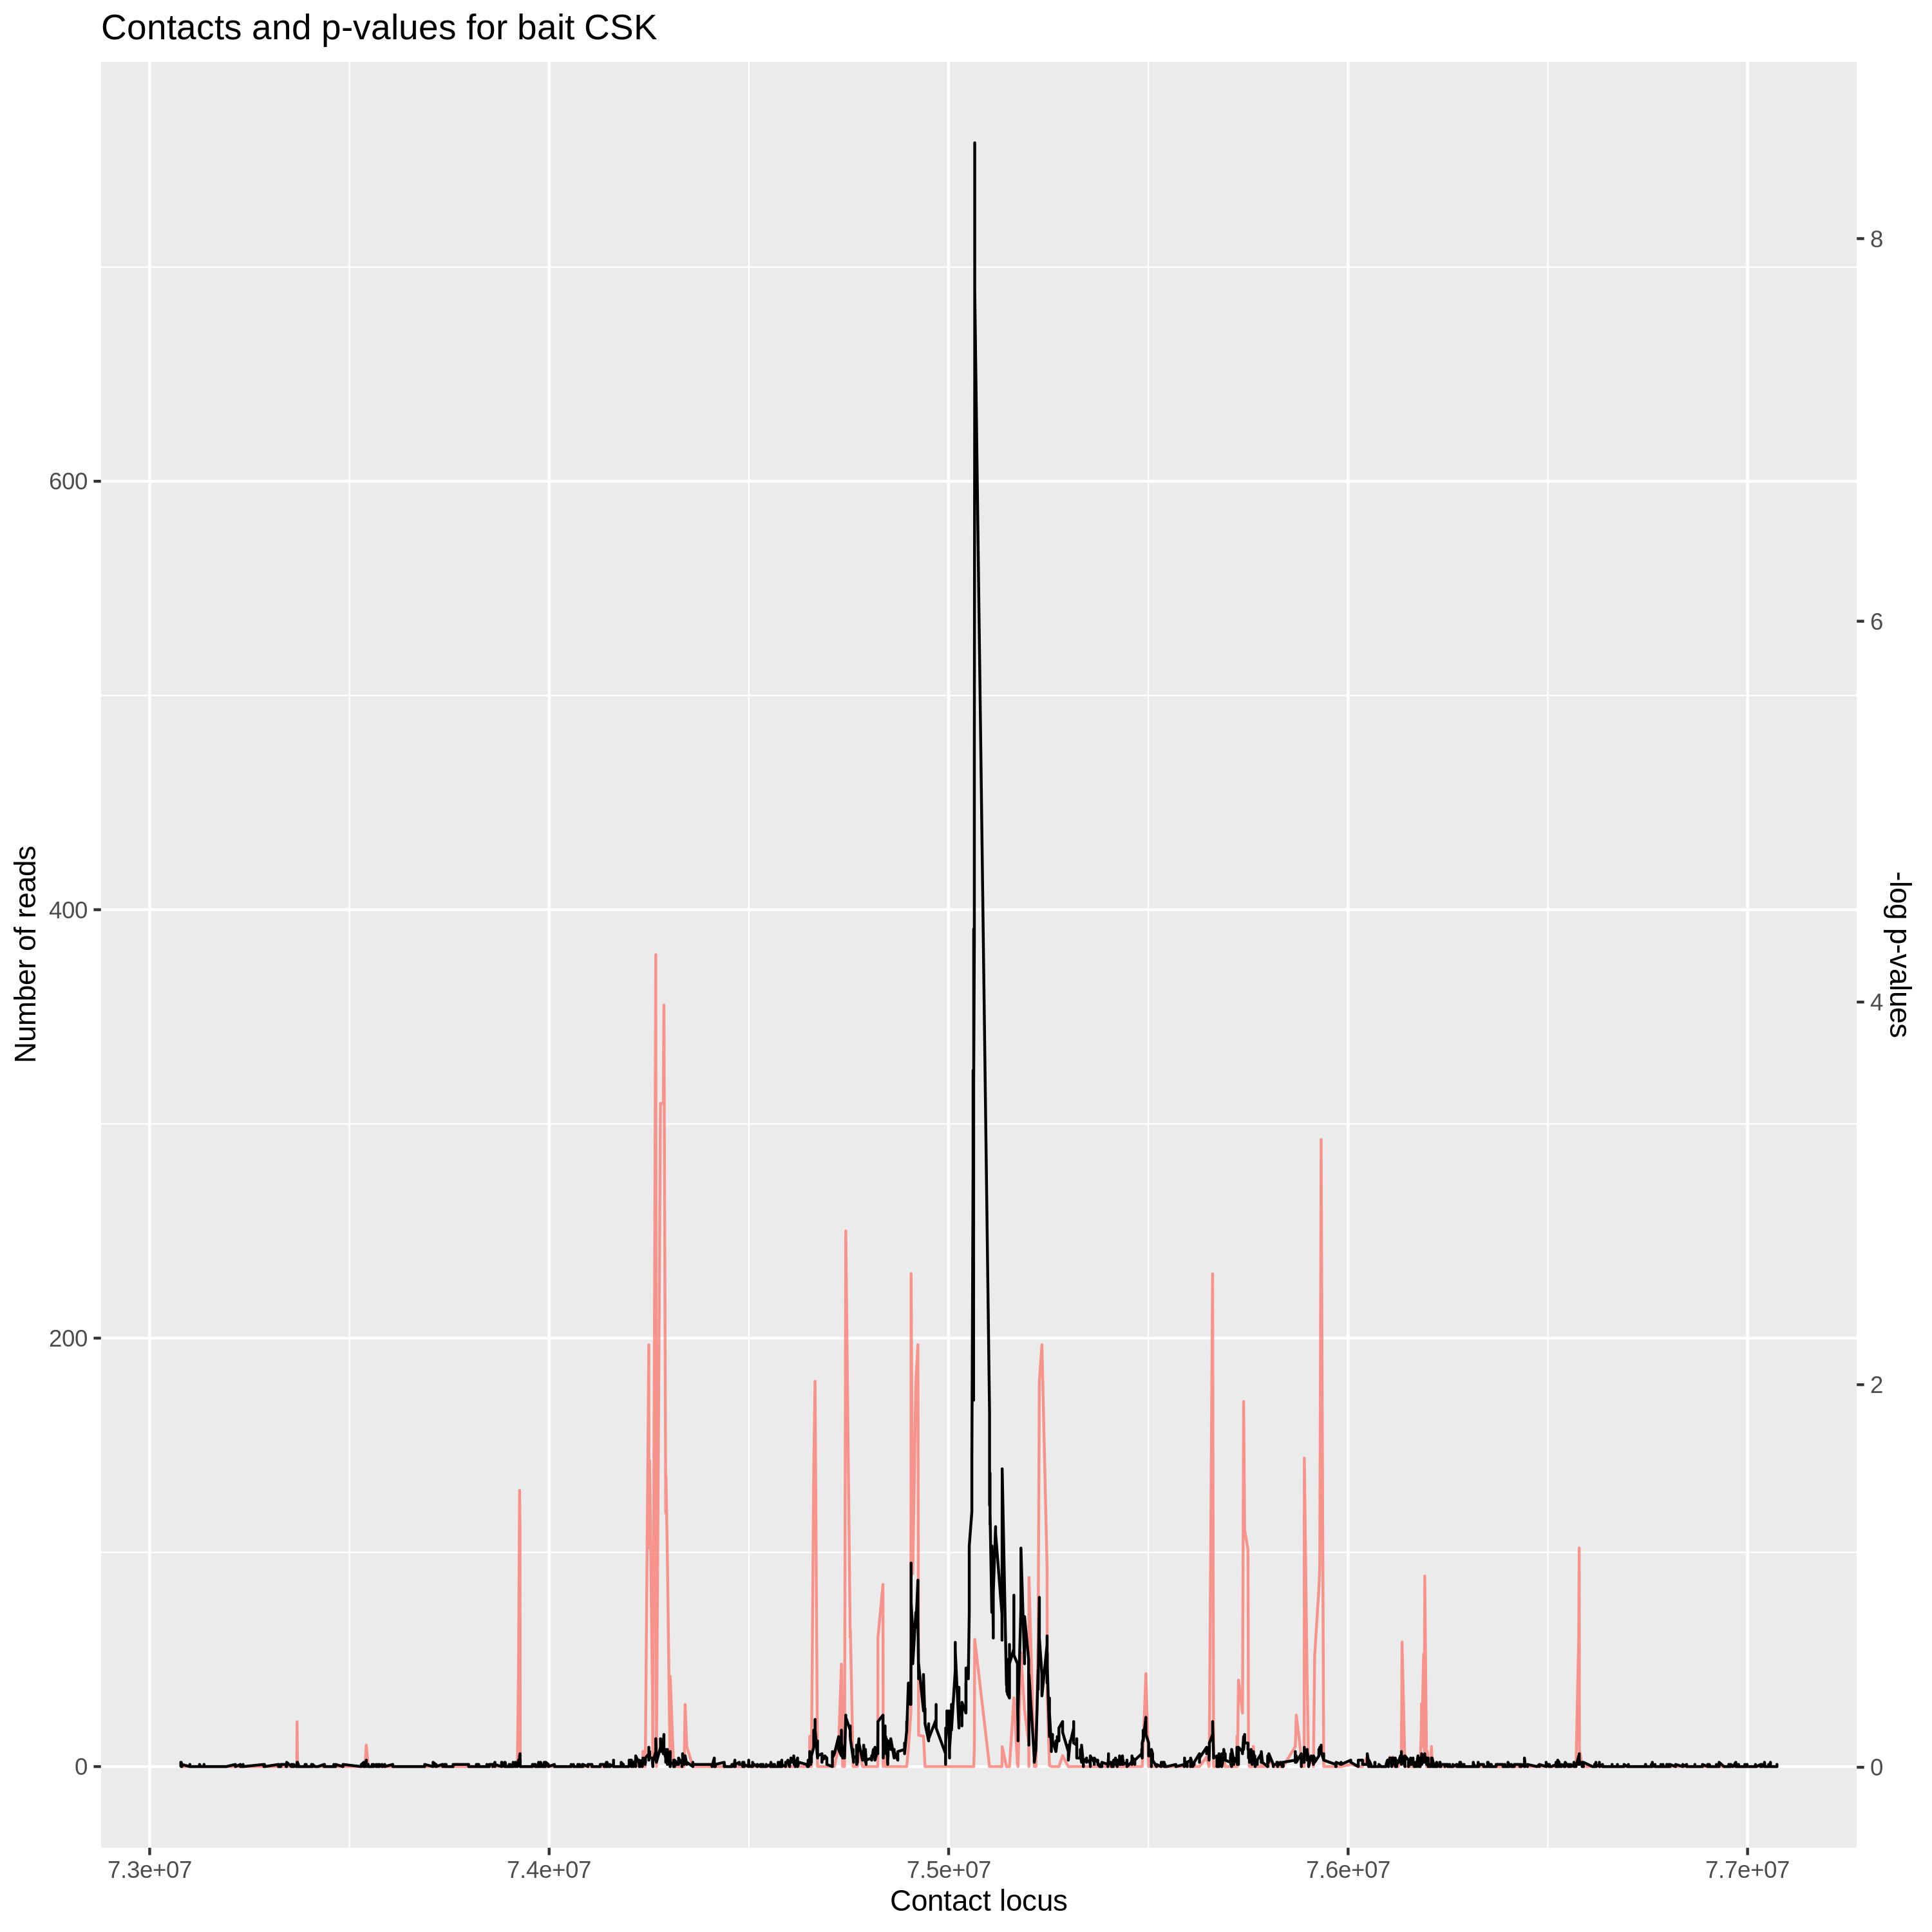 Contacts and p-values for bait CSK
Number of reads
600
400
200
0
8
6
4
2
0
-log p-values
7.3e+07 7.4e+07 7.5e+07 7.6e+07 7.7e+07
Contact locus